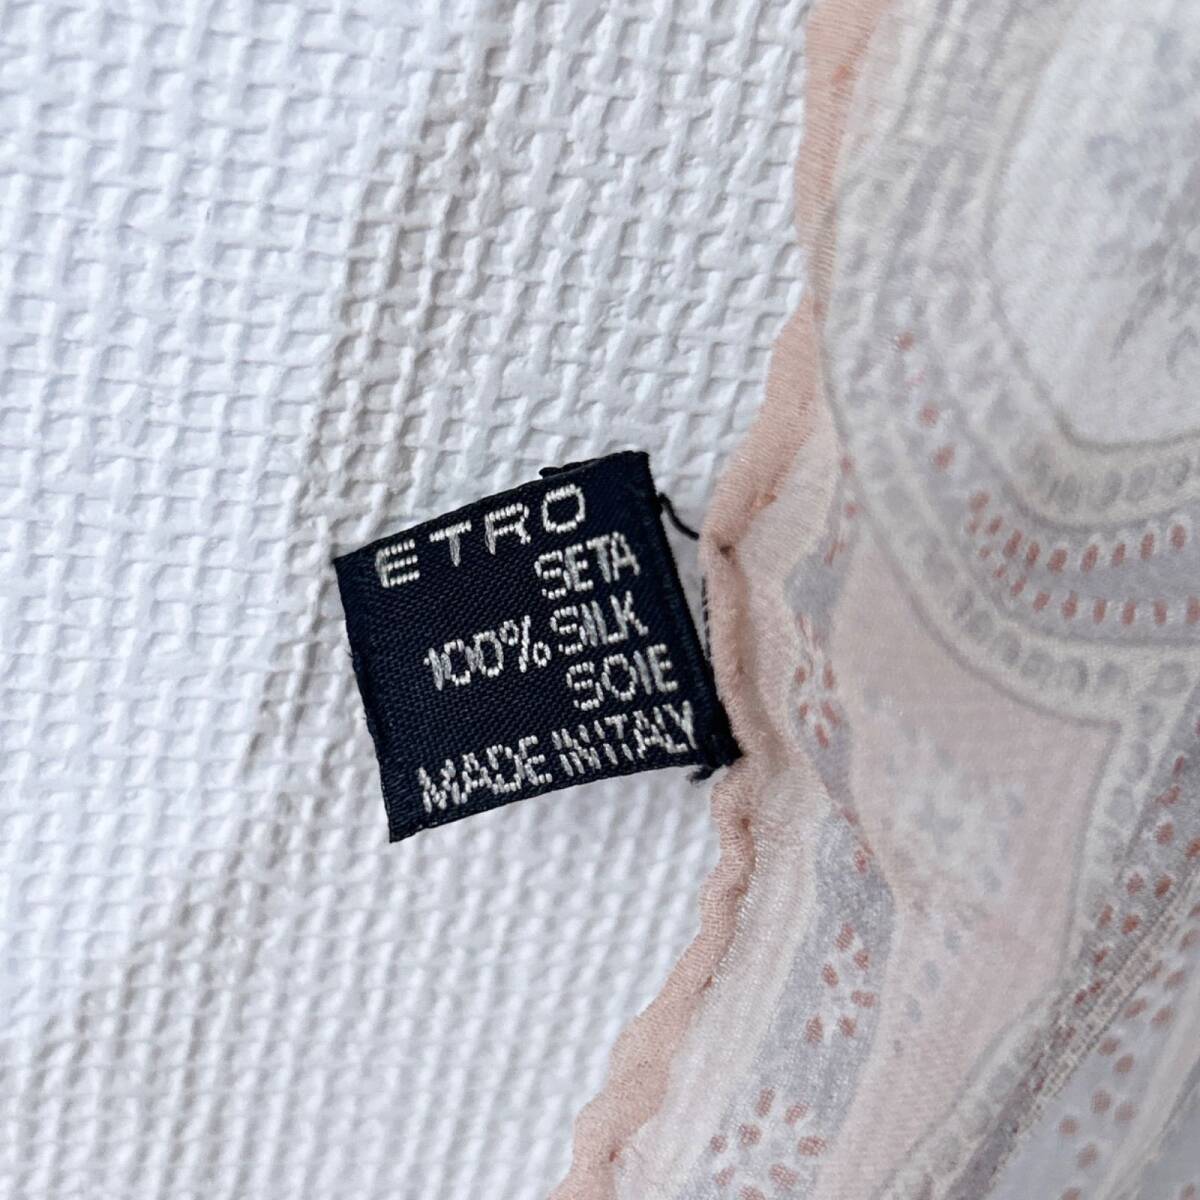 ETRO
SETA
100% SILK
SOIE
MADE IN ITALY